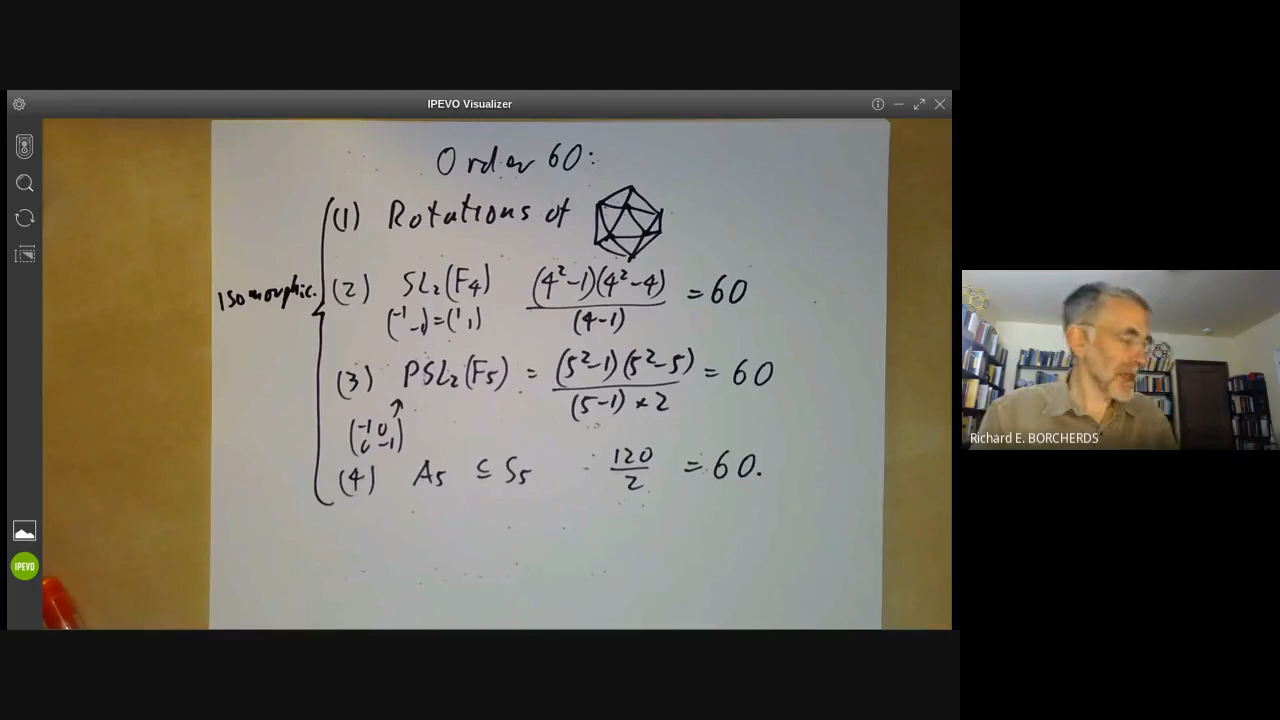 IPEVO Visualizer
Order 60:
(1) Rotations of
Isomorphic.
(2) SL₂(F₄) (4²-1)(4²-4)/(4-1) = 60
(-1 -1) = (1 1)
(3) PSL₂(F₅) = (5²-1)(5²-5)/(5-1) × 2 = 60
↑
(-1 0
0 -1)
(4) A₅ ⊆ S₅ 120/2 = 60.
IPEVO
Richard E. BORCHERDS